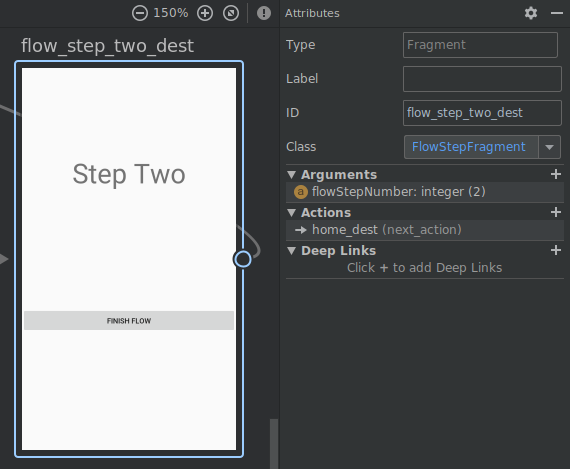 150%
flow_step_two_dest
Step Two
FINISH FLOW
Attributes
Type Fragment
Label
ID flow_step_two_dest
Class FlowStepFragment
Arguments
a flowStepNumber: integer (2)
Actions
home_dest (next_action)
Deep Links
Click + to add Deep Links